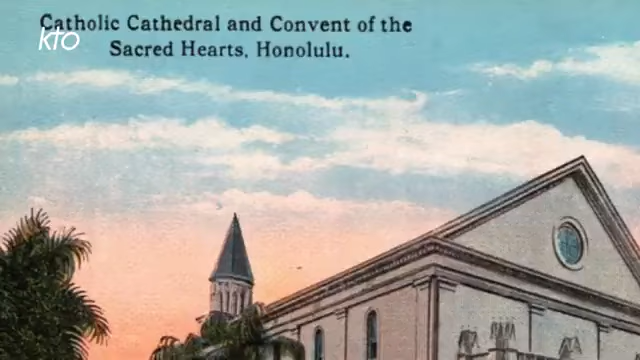 Catholic Cathedral and Convent of the
Sacred Hearts, Honolulu.
kto